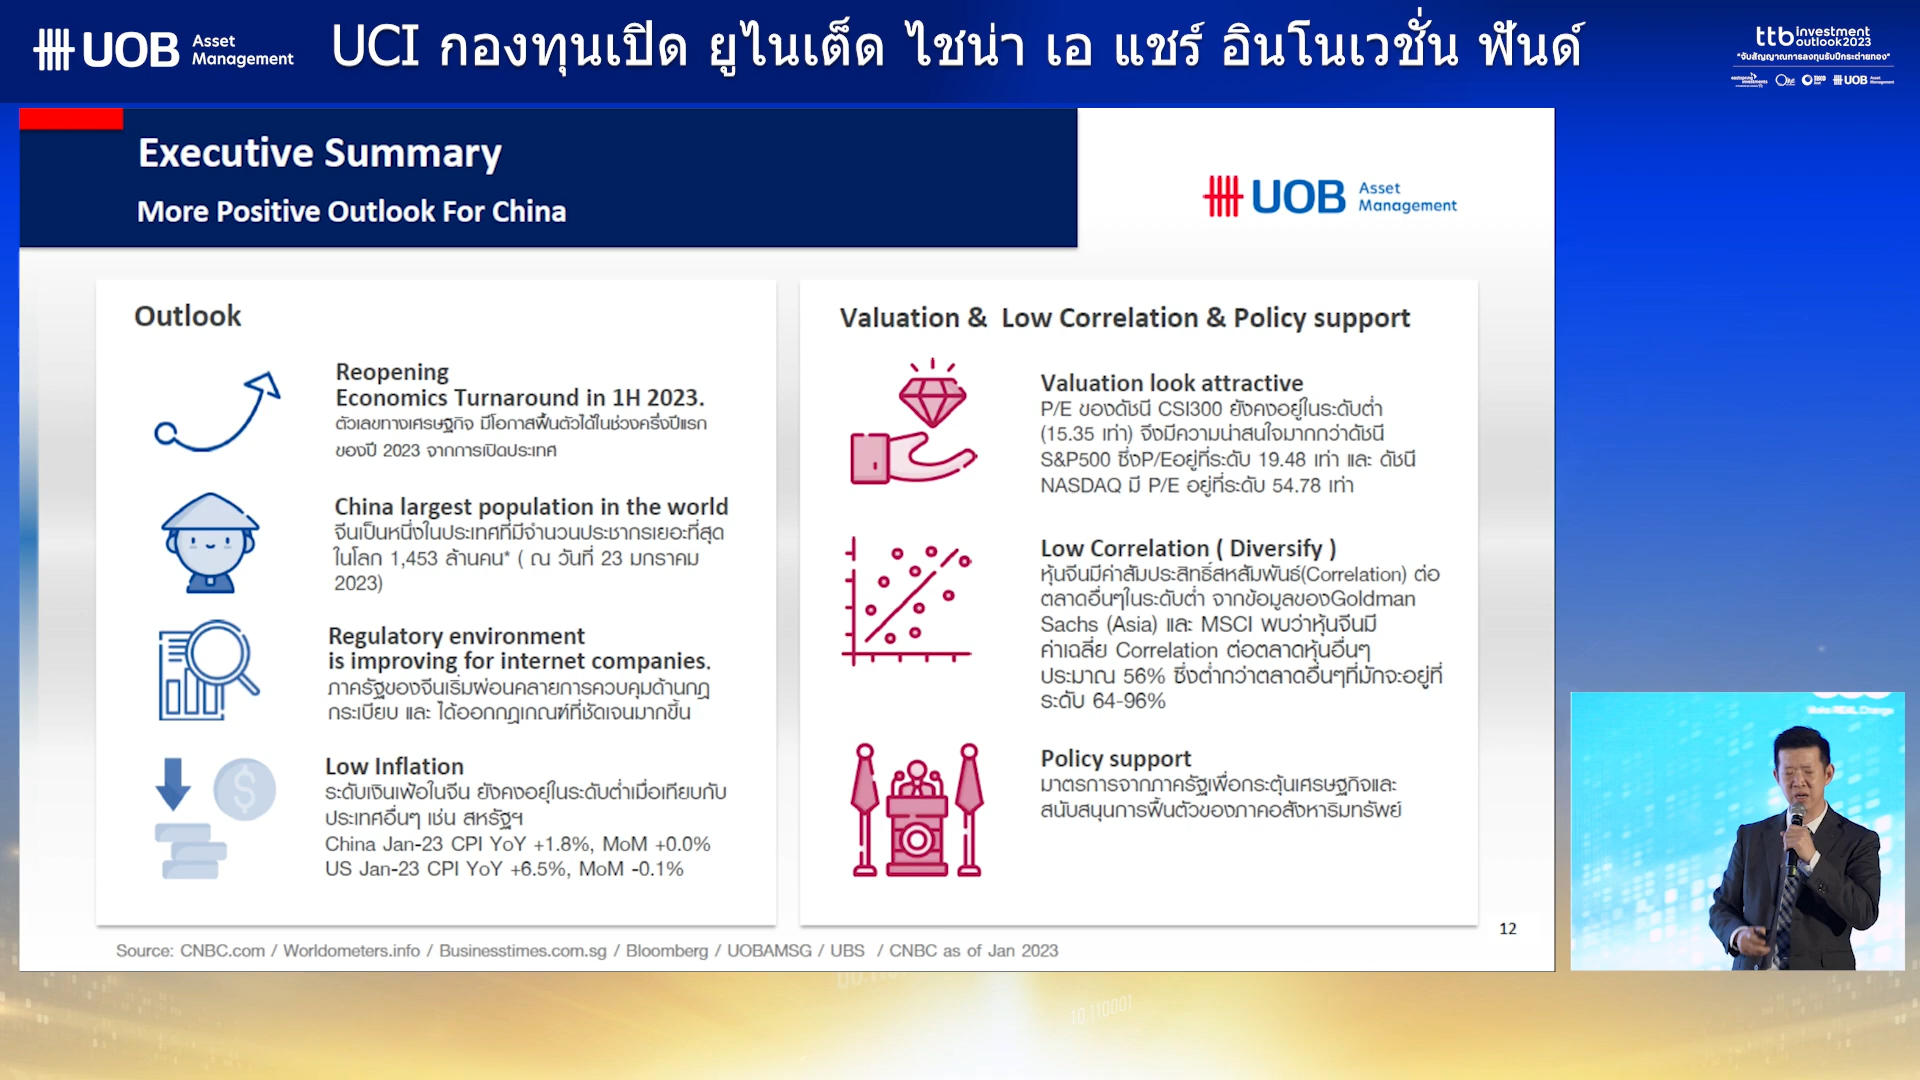 UOB Asset Management
UCI กองทุนเปิด ยูไนเต็ด ไชน่า เอ แชร์ อินโนเวชั่น ฟันด์
ttb investment outlook2023
"จับสัญญาณการลงทุนรับปีกระต่ายทอง"
UOB
Executive Summary
More Positive Outlook For China
UOB Asset Management
Outlook
Reopening
Economics Turnaround in 1H 2023.
ตัวเลขทางเศรษฐกิจ มีโอกาสฟื้นตัวได้ในช่วงครึ่งปีแรก
ของปี 2023 จากการเปิดประเทศ
China largest population in the world
จีนเป็นหนึ่งในประเทศที่มีจำนวนประชากรเยอะที่สุด
ในโลก 1,453 ล้านคน* ( ณ วันที่ 23 มกราคม
2023)
Regulatory environment
is improving for internet companies.
ภาครัฐของจีนเริ่มผ่อนคลายการควบคุมด้านกฎ
กระเบียบ และ ได้ออกกฎเกณฑ์ที่ชัดเจนมากขึ้น
Low Inflation
ระดับเงินเฟ้อในจีน ยังคงอยู่ในระดับต่ำเมื่อเทียบกับ
ประเทศอื่นๆ เช่น สหรัฐฯ
China Jan-23 CPI YoY +1.8%, MoM +0.0%
US Jan-23 CPI YoY +6.5%, MoM -0.1%
Valuation & Low Correlation & Policy support
Valuation look attractive
P/E ของดัชนี CSI300 ยังคงอยู่ในระดับต่ำ
(15.35 เท่า) จึงมีความน่าสนใจมากกว่าดัชนี
S&P500 ซึ่งP/Eอยู่ที่ระดับ 19.48 เท่า และ ดัชนี
NASDAQ มี P/E อยู่ที่ระดับ 54.78 เท่า
Low Correlation ( Diversify )
หุ้นจีนมีค่าสัมประสิทธิ์สหสัมพันธ์(Correlation) ต่อ
ตลาดอื่นๆในระดับต่ำ จากข้อมูลของGoldman
Sachs (Asia) และ MSCI พบว่าหุ้นจีนมี
ค่าเฉลี่ย Correlation ต่อตลาดหุ้นอื่นๆ
ประมาณ 56% ซึ่งต่ำกว่าตลาดอื่นๆที่มักจะอยู่ที่
ระดับ 64-96%
Policy support
มาตรการจากภาครัฐเพื่อกระตุ้นเศรษฐกิจและ
สนับสนุนการฟื้นตัวของภาคอสังหาริมทรัพย์
12
Source: CNBC.com / Worldometers.info / Businesstimes.com.sg / Bloomberg / UOBAMSG / UBS / CNBC as of Jan 2023
Make REAL Change